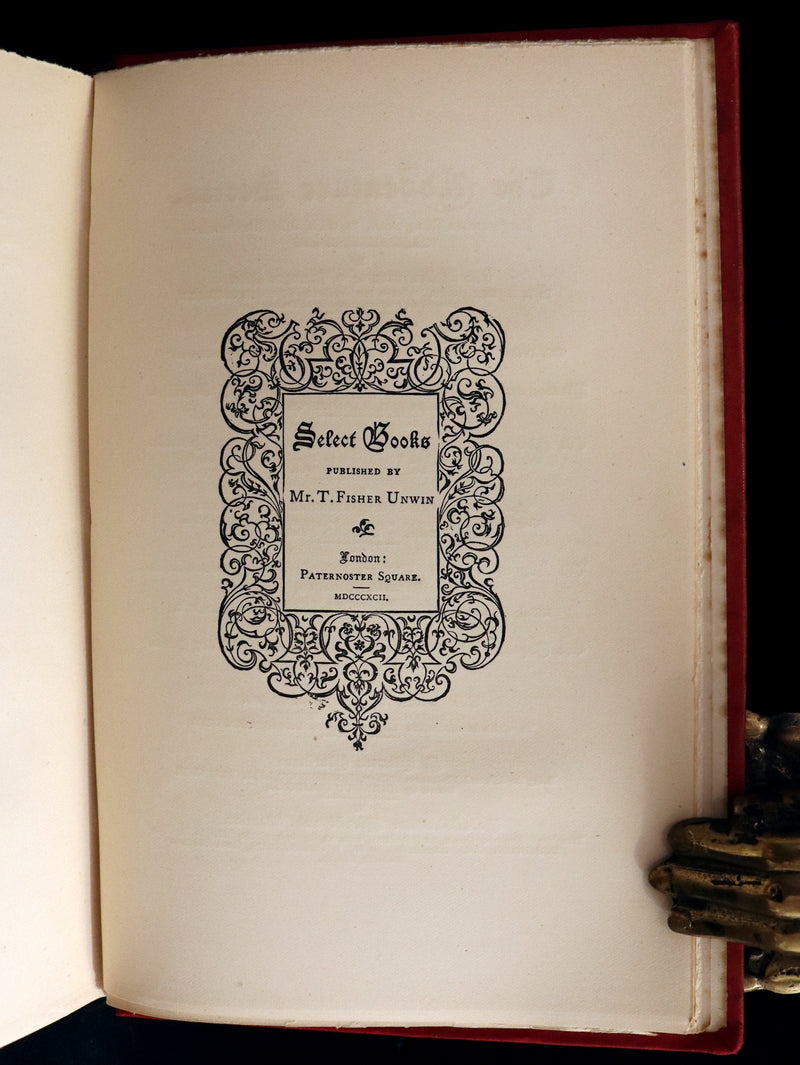 Select Books
PUBLISHED BY
Mr. T. FISHER UNWIN
London:
PATERNOSTER SQUARE.
MDCCCXCII.